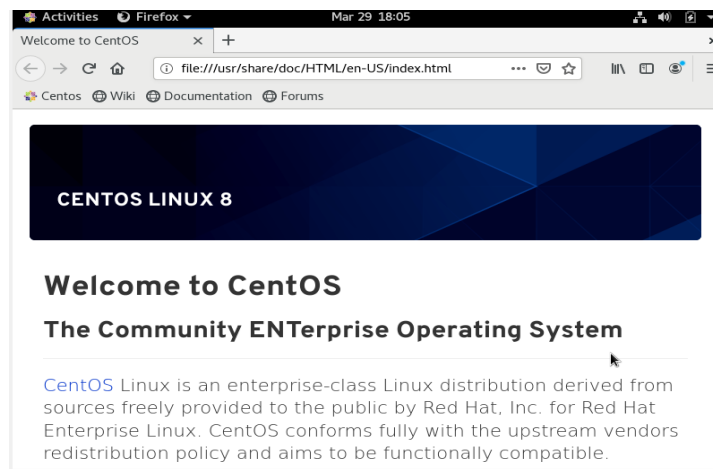 Activities Firefox Mar 29 18:05
Welcome to CentOS
file:///usr/share/doc/HTML/en-US/index.html
Centos Wiki Documentation Forums
CENTOS LINUX 8
Welcome to CentOS
The Community ENTerprise Operating System
CentOS Linux is an enterprise-class Linux distribution derived from
sources freely provided to the public by Red Hat, Inc. for Red Hat
Enterprise Linux. CentOS conforms fully with the upstream vendors
redistribution policy and aims to be functionally compatible.